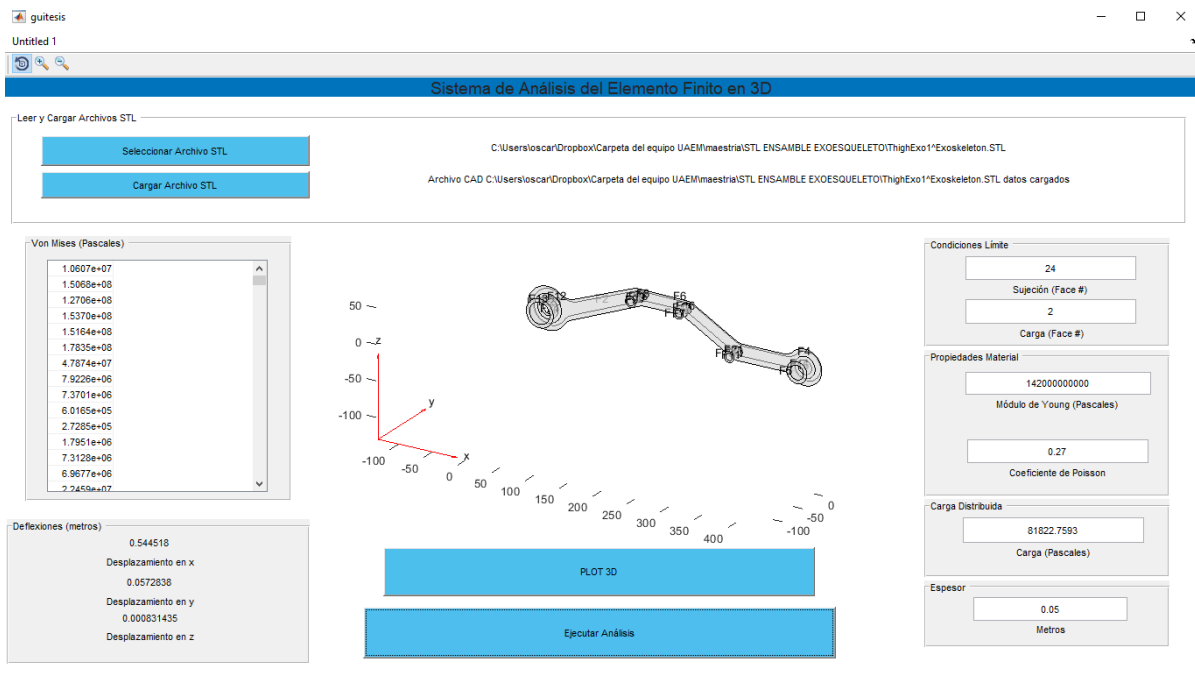 guitesis
Untitled 1
Sistema de Análisis del Elemento Finito en 3D
Leer y Cargar Archivos STL
Seleccionar Archivo STL
C:\Users\oscar\Dropbox\Carpeta del equipo UAEM\maestria\STL ENSAMBLE EXOESQUELETO\ThighExo1^Exoskeleton.STL
Cargar Archivo STL
Archivo CAD C:\Users\oscar\Dropbox\Carpeta del equipo UAEM\maestria\STL ENSAMBLE EXOESQUELETO\ThighExo1^Exoskeleton.STL datos cargados
Von Mises (Pascales)
1.0607e+07
1.5068e+08
1.2706e+08
1.5370e+08
1.5164e+08
1.7835e+08
4.7874e+07
7.9226e+06
7.3701e+06
6.0165e+05
2.7285e+05
1.7951e+06
7.3128e+06
6.9677e+06
2.2459e+07
Deflexiones (metros)
0.544518
Desplazamiento en x
0.0572838
Desplazamiento en y
0.000831435
Desplazamiento en z
50
0
-50
-100
z
y
x
-100
-50
0
50
100
150
200
250
300
350
400
0
-50
-100
F12
F2
F6
F4
PLOT 3D
Ejecutar Análisis
Condiciones Límite
24
Sujeción (Face #)
2
Carga (Face #)
Propiedades Material
142000000000
Módulo de Young (Pascales)
0.27
Coeficiente de Poisson
Carga Distribuida
81822.7593
Carga (Pascales)
Espesor
0.05
Metros